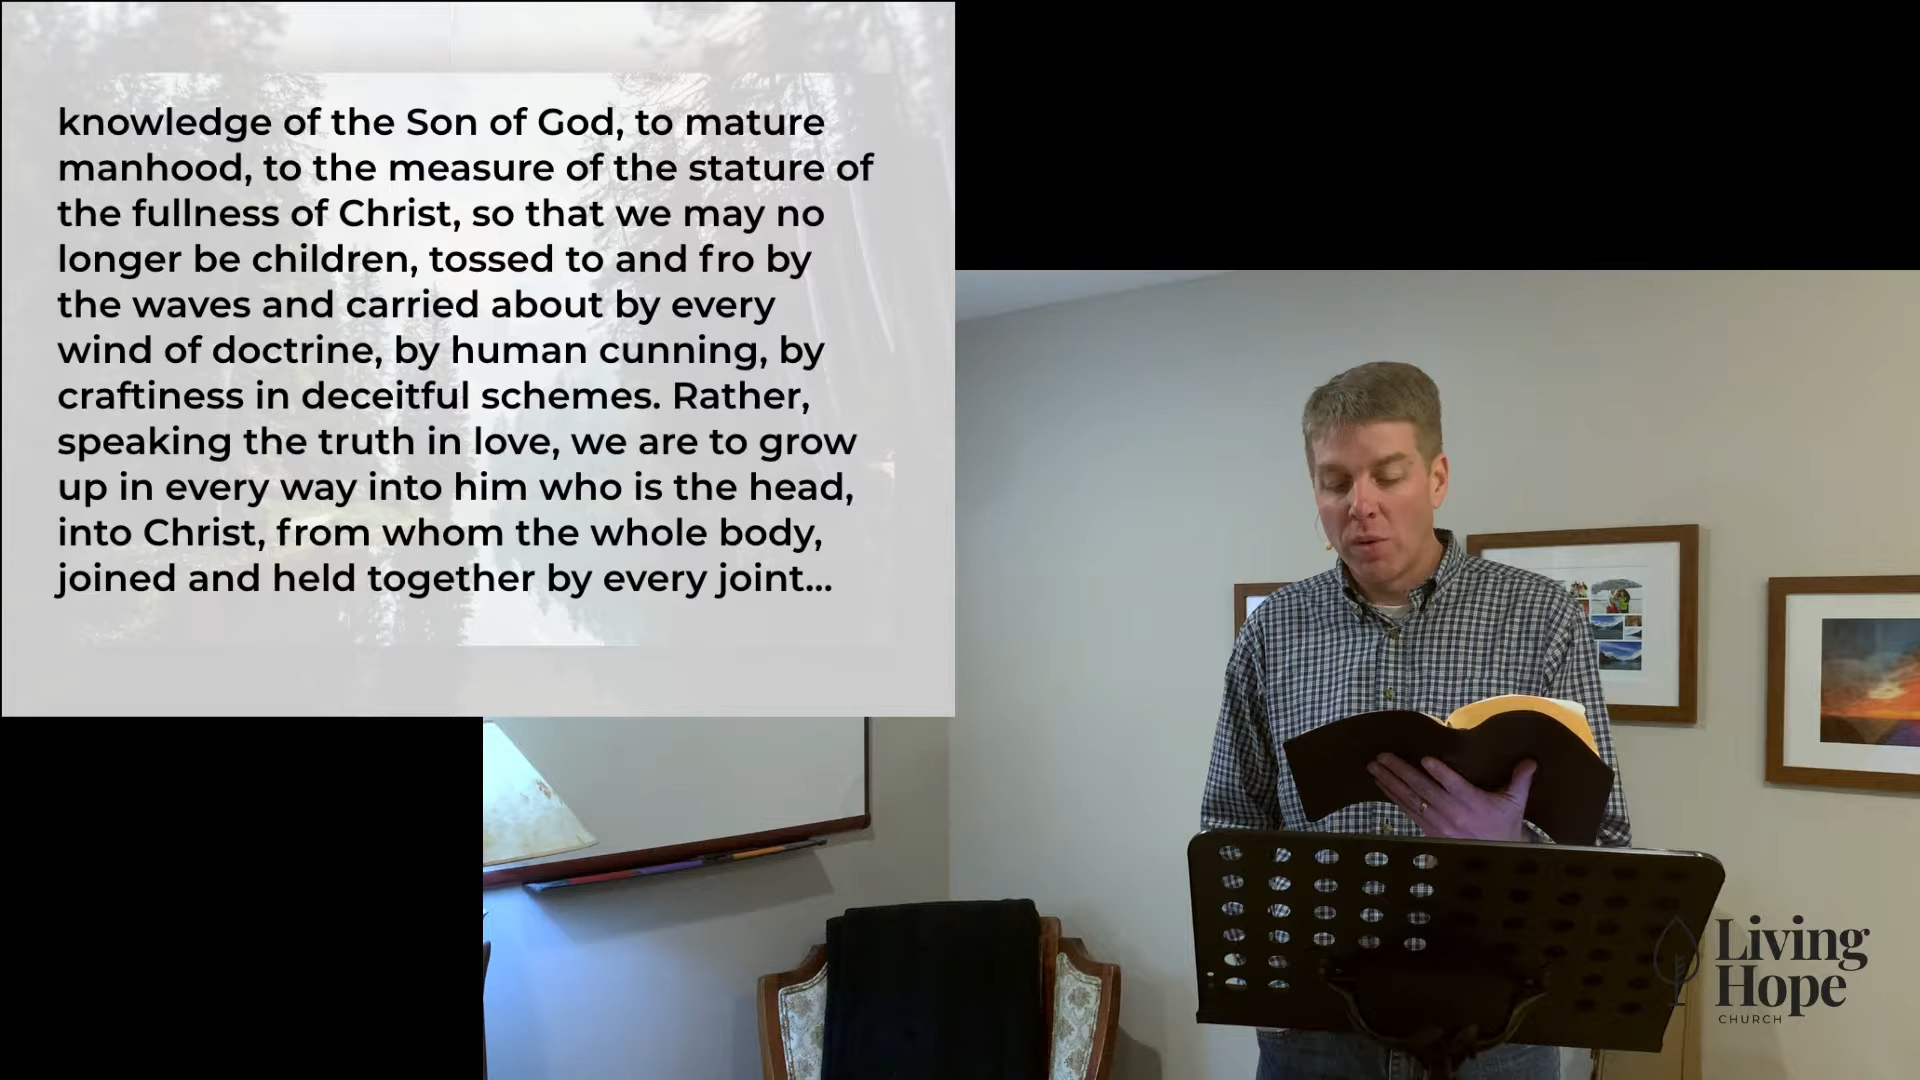 knowledge of the Son of God, to mature
manhood, to the measure of the stature of
the fullness of Christ, so that we may no
longer be children, tossed to and fro by
the waves and carried about by every
wind of doctrine, by human cunning, by
craftiness in deceitful schemes. Rather,
speaking the truth in love, we are to grow
up in every way into him who is the head,
into Christ, from whom the whole body,
joined and held together by every joint...
Living
Hope
CHURCH